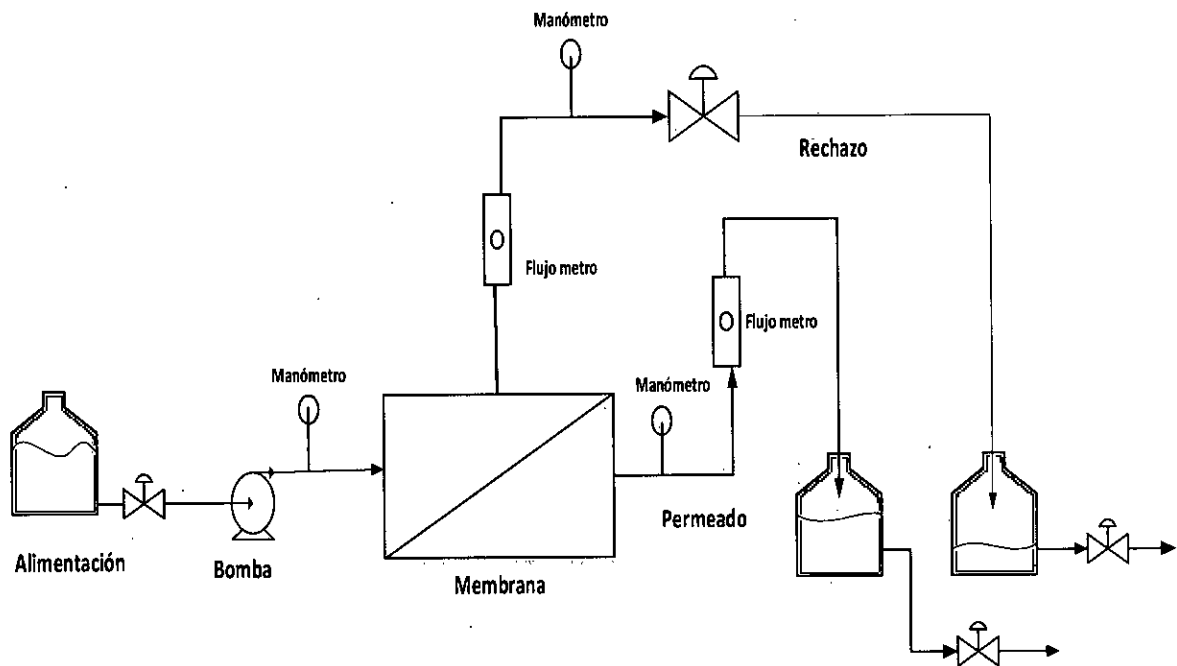 Manómetro
Rechazo
Flujo metro
Flujo metro
Manómetro
Manómetro
Permeado
Alimentación
Bomba
Membrana